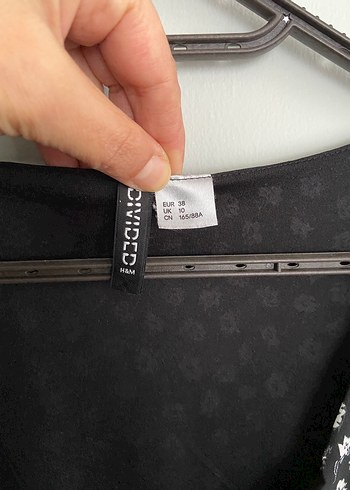 DIVIDED
H&M
EUR 38
UK 10
CN 165/88A